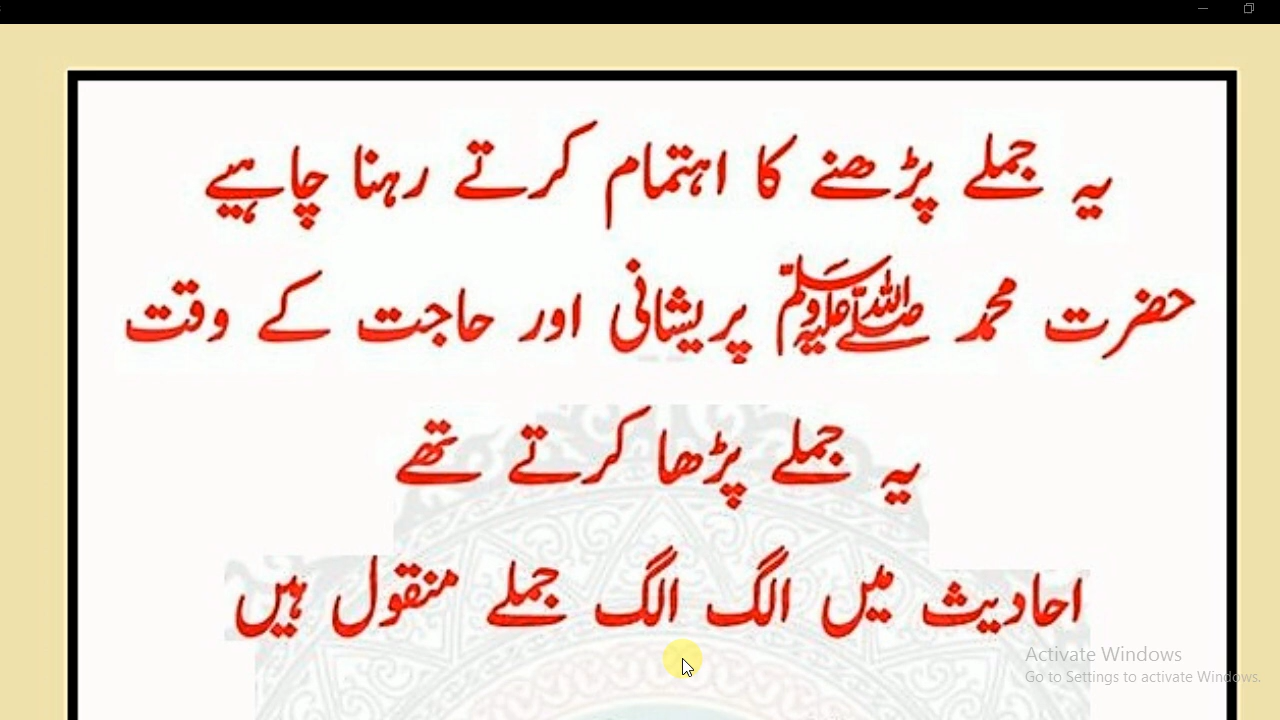 یہ جملے پڑھنے کا اہتمام کرتے رہنا چاہیے
حضرت محمد ﷺ پریشانی اور حاجت کے وقت
یہ جملے پڑھا کرتے تھے
احادیث میں الگ الگ جملے منقول ہیں
Activate Windows
Go to Settings to activate Windows.